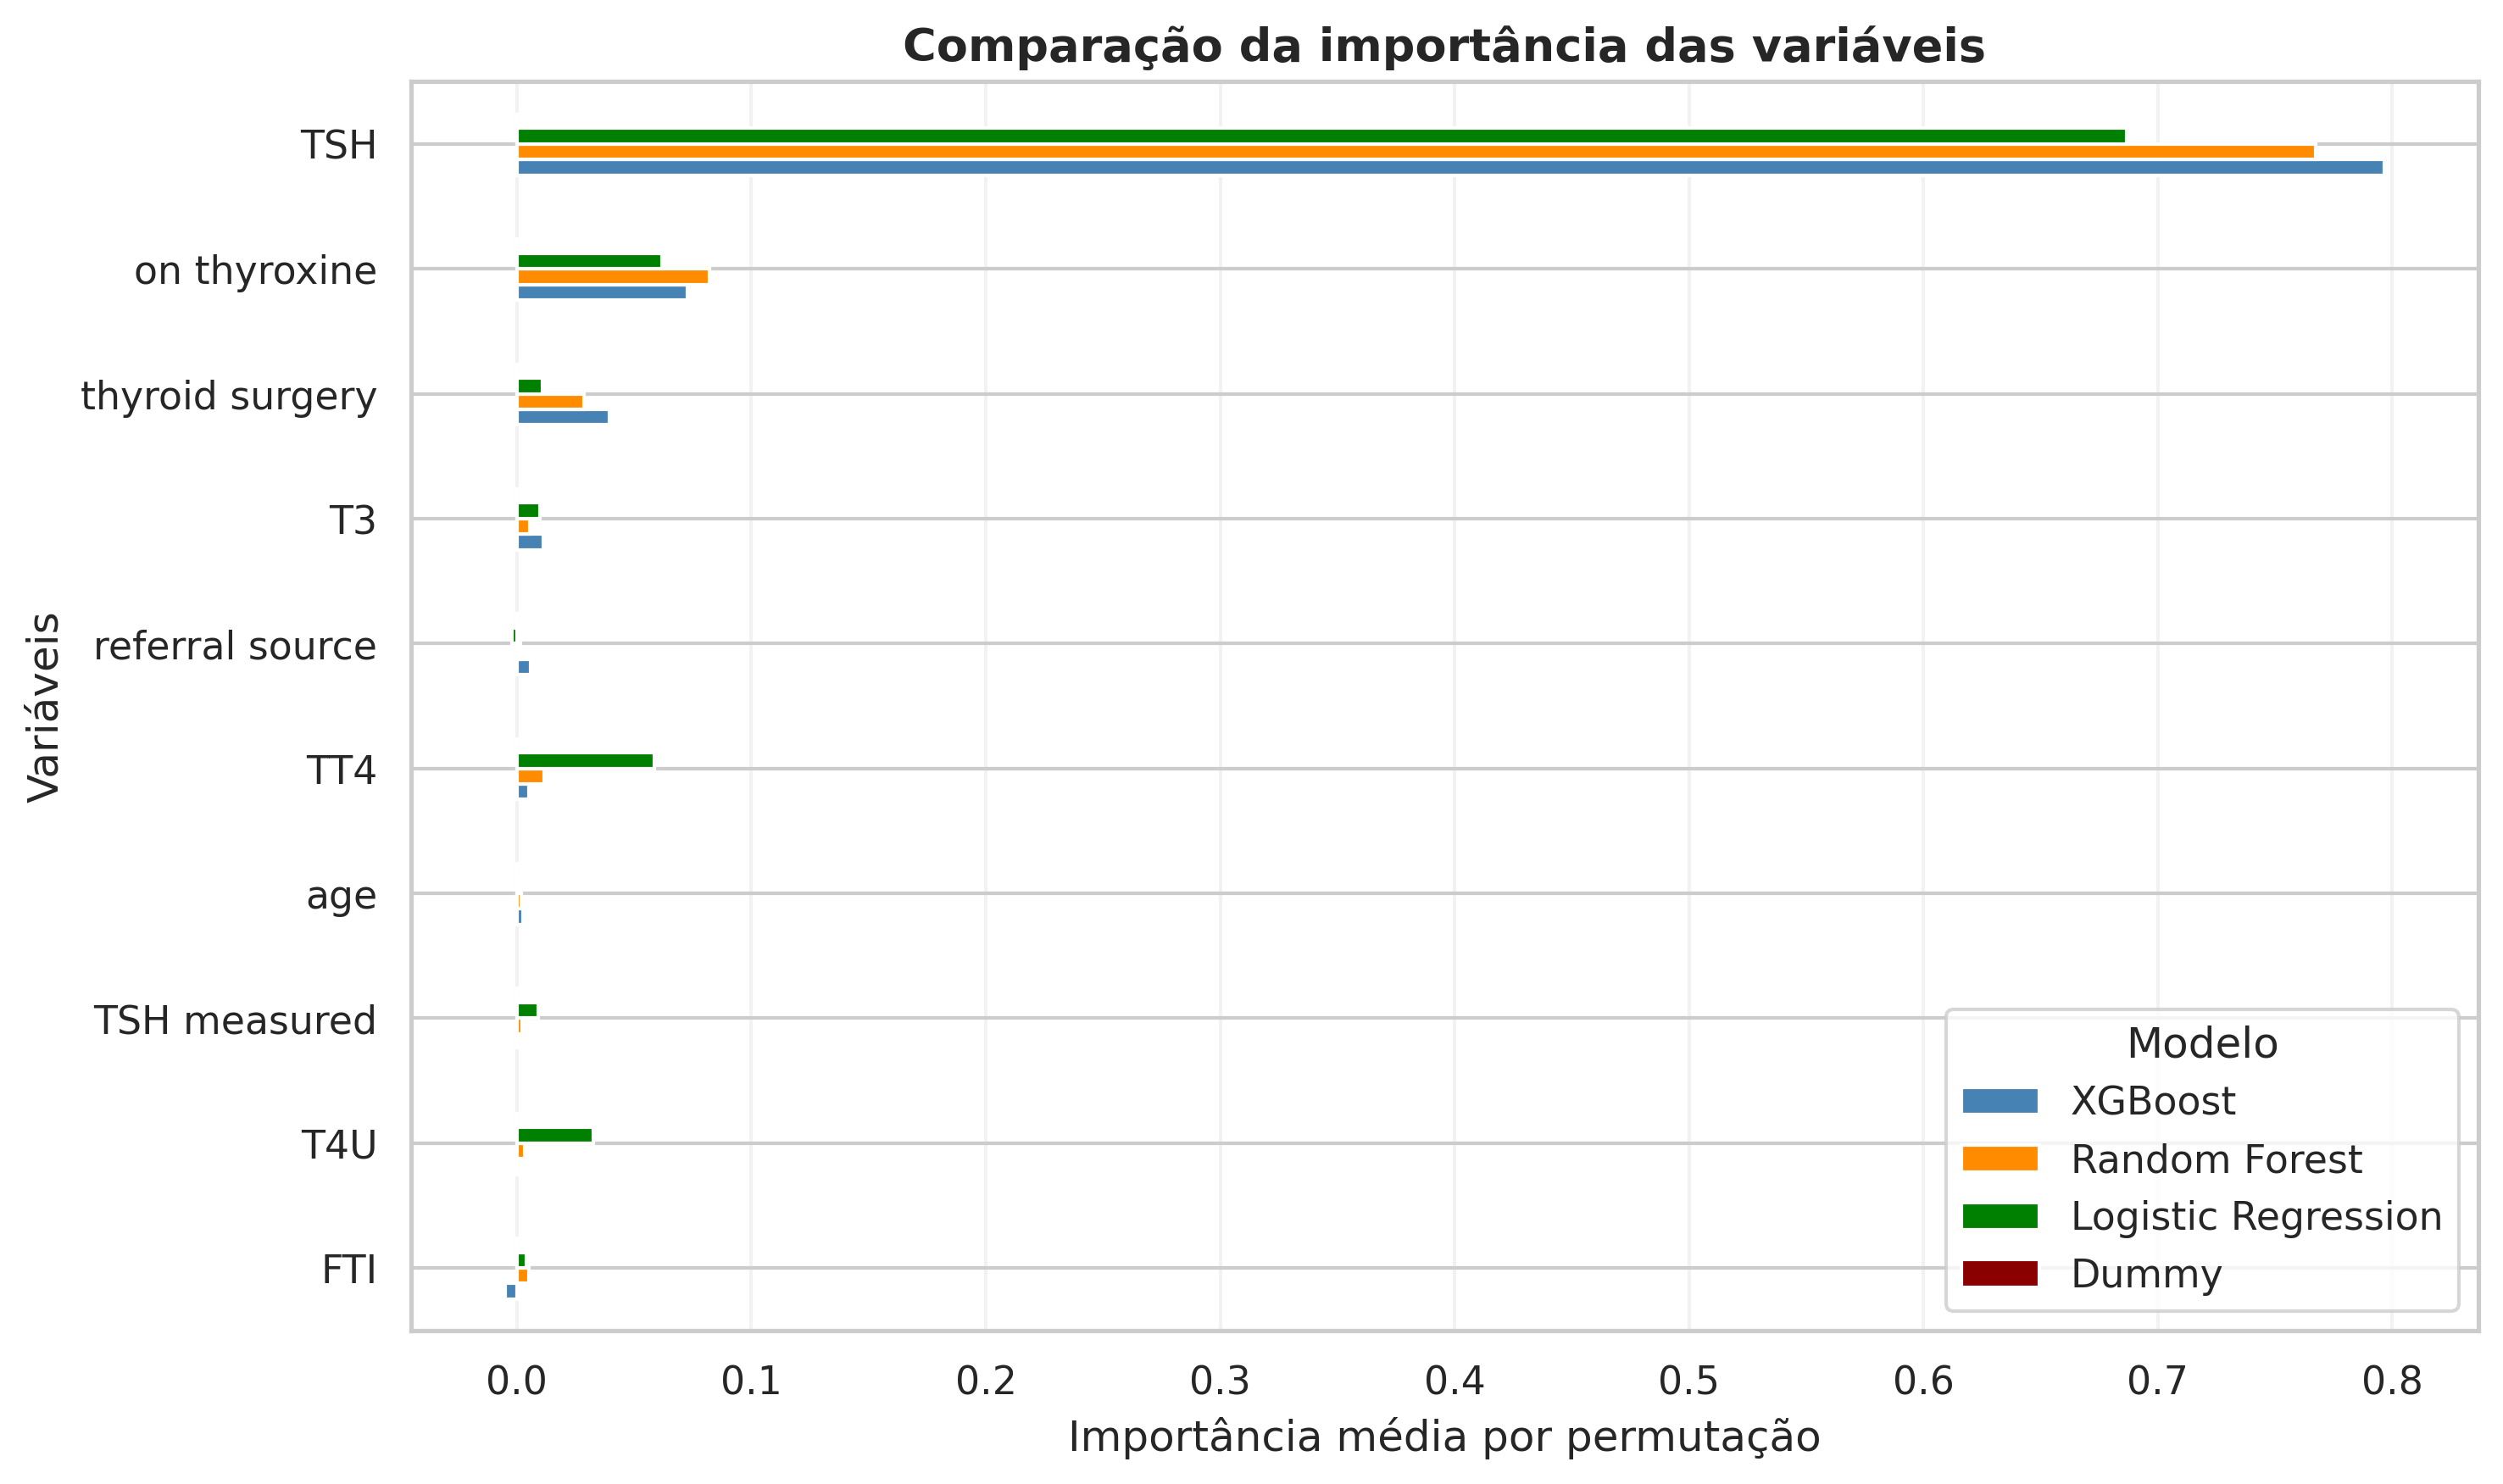 Comparação da importância das variáveis
TSH
on thyroxine
thyroid surgery
T3
referral source
TT4
age
TSH measured
T4U
FTI
Variáveis
0.0 0.1 0.2 0.3 0.4 0.5 0.6 0.7 0.8
Importância média por permutação
Modelo
XGBoost
Random Forest
Logistic Regression
Dummy